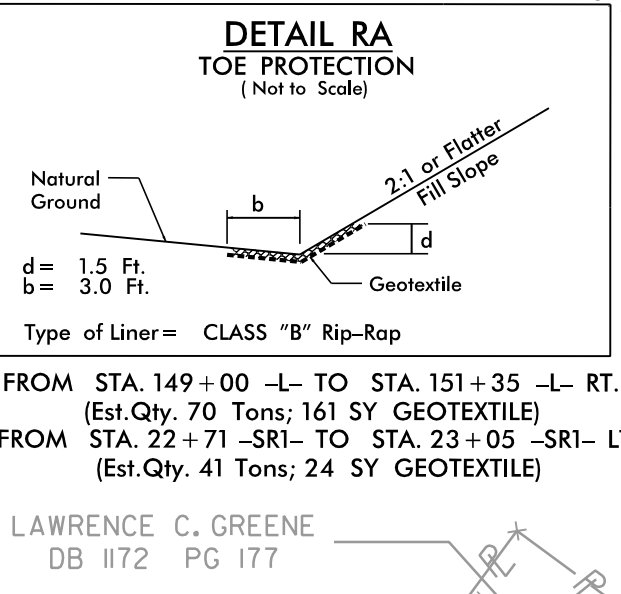 DETAIL RA
TOE PROTECTION
(Not to Scale)
2:1 or Flatter
Fill Slope
Natural
Ground
b
d
d= 1.5 Ft.
b= 3.0 Ft.
Geotextile
Type of Liner= CLASS "B" Rip-Rap
FROM STA. 149+00 -L- TO STA. 151+35 -L- RT.
(Est.Qty. 70 Tons; 161 SY GEOTEXTILE)
FROM STA. 22+71 -SR1- TO STA. 23+05 -SR1-
(Est.Qty. 41 Tons; 24 SY GEOTEXTILE)
LAWRENCE C. GREENE
DB 1172 PG 177